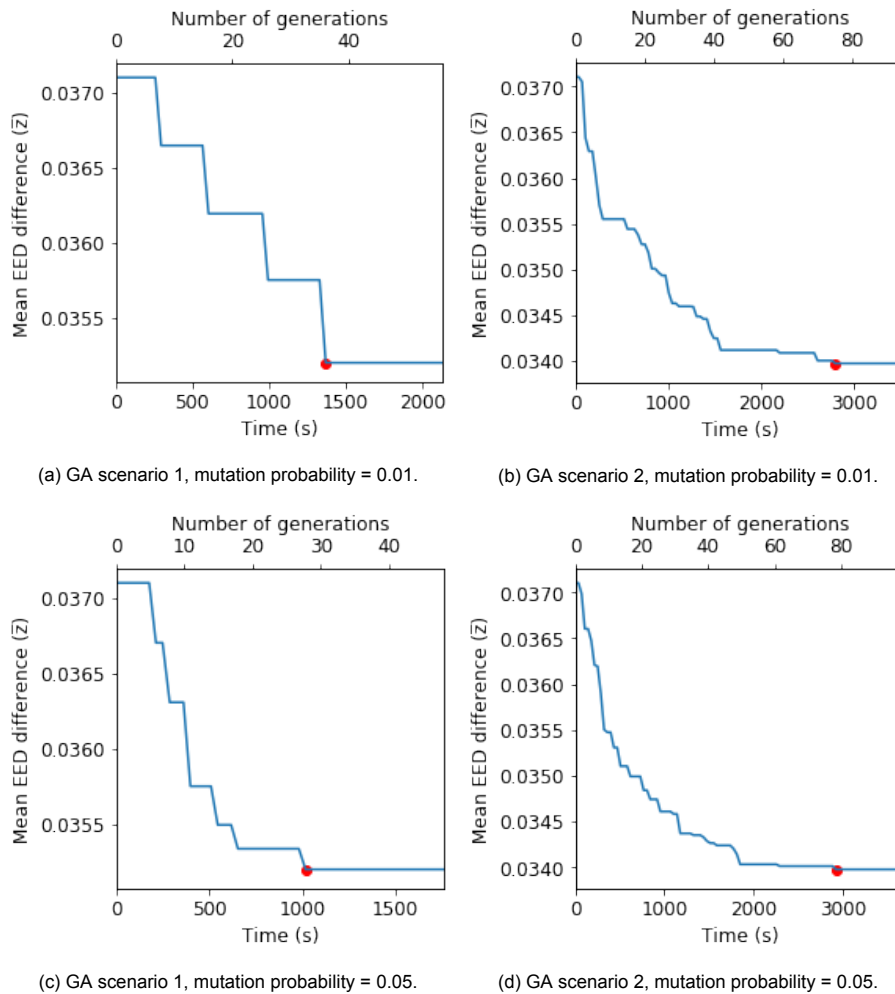 Number of generations
0 20 40
0.0370
0.0365
0.0360
0.0355
Mean EED difference (z̅)
0 500 1000 1500 2000
Time (s)
(a) GA scenario 1, mutation probability = 0.01.
Number of generations
0 25 50 75
0.0370
0.0365
0.0360
0.0355
0.0350
0.0345
0.0340
Mean EED difference (z̅)
0 1000 2000 3000
Time (s)
(b) GA scenario 2, mutation probability = 0.01.
Number of generations
0 10 20 30 40
0.0370
0.0365
0.0360
0.0355
Mean EED difference (z̅)
0 500 1000 1500
Time (s)
(c) GA scenario 1, mutation probability = 0.05.
Number of generations
0 20 40 60 80
0.0370
0.0365
0.0360
0.0355
0.0350
0.0345
0.0340
Mean EED difference (z̅)
0 1000 2000 3000
Time (s)
(d) GA scenario 2, mutation probability = 0.05.